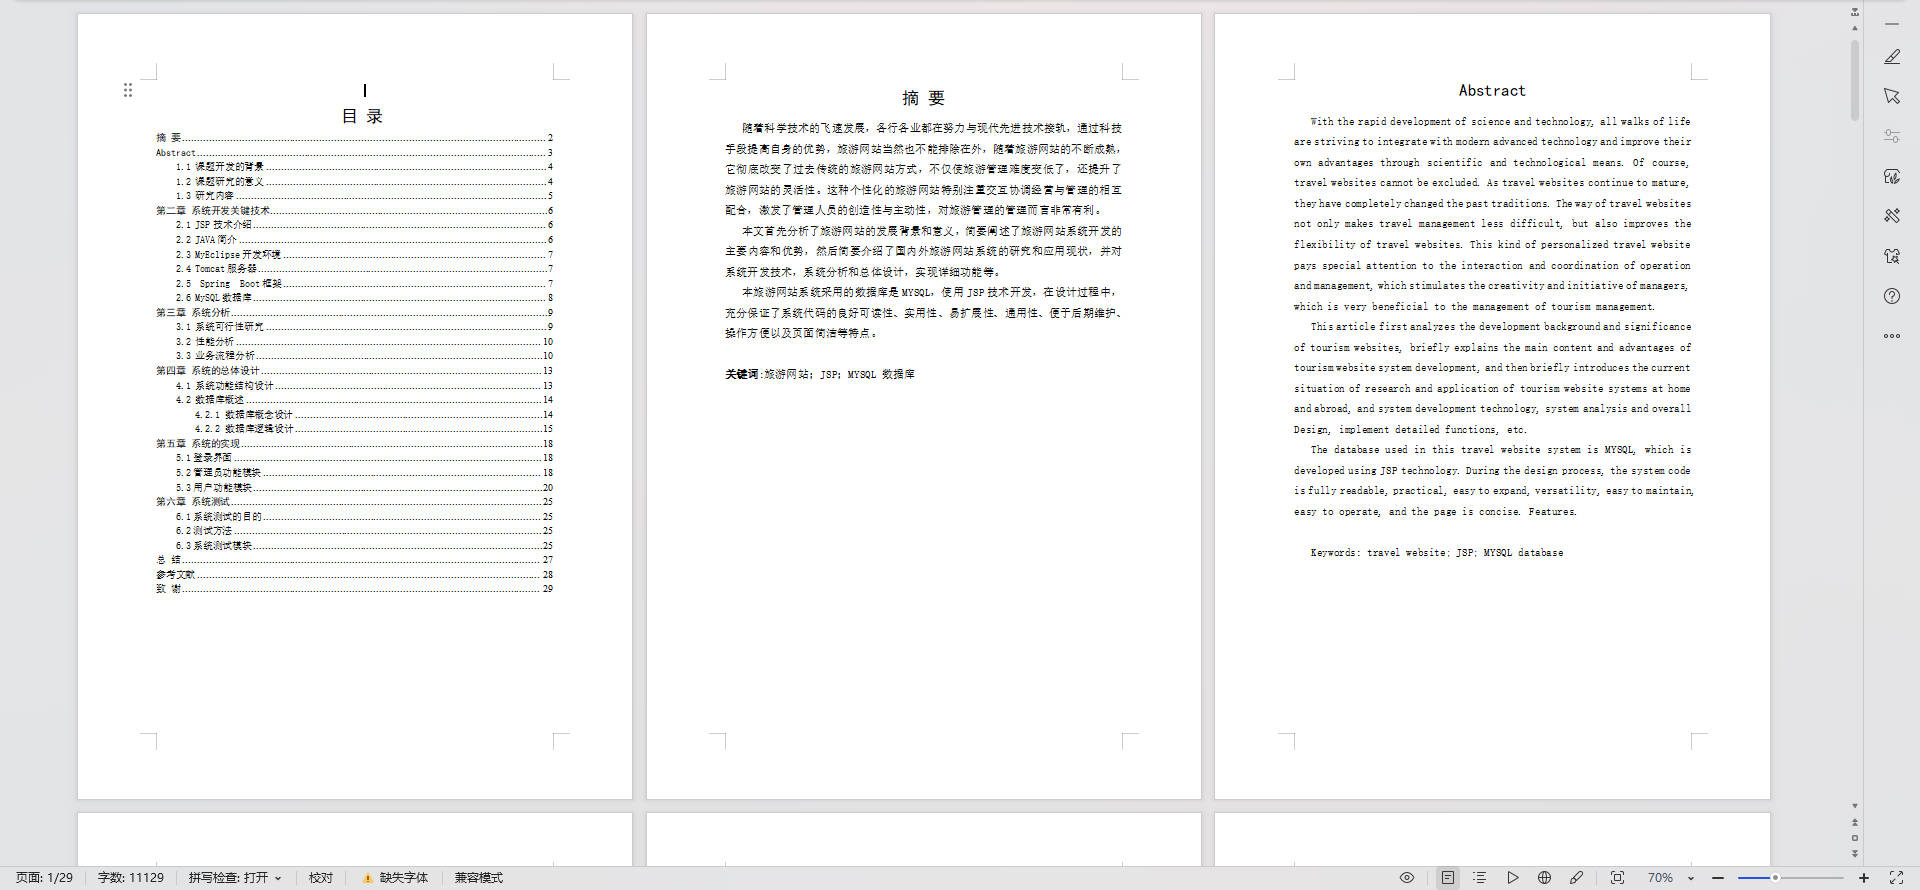 目 录
摘 要 2
Abstract 3
1.1 课题开发的背景 4
1.2 课题研究的意义 4
1.3 研究内容 5
第二章 系统开发关键技术 6
2.1 JSP 技术介绍 6
2.2 JAVA 简介 6
2.3 MyEclipse 开发环境 7
2.4 Tomcat 服务器 7
2.5 Spring Boot 框架 7
2.6 MySQL 数据库 8
第三章 系统分析 9
3.1 系统可行性研究 9
3.2 性能分析 10
3.3 业务流程分析 10
第四章 系统的总体设计 13
4.1 系统功能结构设计 13
4.2 数据库概述 14
4.2.1 数据库概念设计 14
4.2.2 数据库逻辑设计 15
第五章 系统的实现 18
5.1 登录界面 18
5.2 管理员功能模块 18
5.3 用户功能模块 20
第六章 系统测试 25
6.1 系统测试的目的 25
6.2 测试方法 25
6.3 系统测试模块 25
总 结 27
参考文献 28
致 谢 29
摘 要
随着科学技术的飞速发展，各行各业都在努力与现代先进技术接轨，通过科技
手段提高自身的优势，旅游网站当然也不能排除在外，随着旅游网站的不断成熟，
它彻底改变了过去传统的旅游网站方式，不仅使旅游管理难度变低了，还提升了
旅游网站的灵活性。这种个性化的旅游网站特别注重交互协调经营与管理的相互
配合，激发了管理人员的创造性与主动性，对旅游管理的管理而言非常有利。
本文首先分析了旅游网站的发展背景和意义，简要阐述了旅游网站系统开发的
主要内容和优势，然后简要介绍了国内外旅游网站系统的研究和应用现状，并对
系统开发技术，系统分析和总体设计，实现详细功能等。
本旅游网站系统采用的数据库是 MYSQL，使用 JSP 技术开发，在设计过程中，
充分保证了系统代码的良好可读性、实用性、易扩展性、通用性、便于后期维护、
操作方便以及页面简洁等特点。
关键词:旅游网站；JSP；MYSQL 数据库
Abstract
With the rapid development of science and technology, all walks of life
are striving to integrate with modern advanced technology and improve their
own advantages through scientific and technological means. Of course,
travel websites cannot be excluded. As travel websites continue to mature,
they have completely changed the past traditions. The way of travel websites
not only makes travel management less difficult, but also improves the
flexibility of travel websites. This kind of personalized travel website
pays special attention to the interaction and coordination of operation
and management, which stimulates the creativity and initiative of managers,
which is very beneficial to the management of tourism management.
This article first analyzes the development background and significance
of tourism websites, briefly explains the main content and advantages of
tourism website system development, and then briefly introduces the current
situation of research and application of tourism website systems at home
and abroad, and system development technology, system analysis and overall
Design, implement detailed functions, etc.
The database used in this travel website system is MYSQL, which is
developed using JSP technology. During the design process, the system code
is fully readable, practical, easy to expand, versatility, easy to maintain,
easy to operate, and the page is concise. Features.
Keywords: travel website; JSP; MYSQL database
页面: 1/29 字数: 11129 拼写检查: 打开 校对 缺失字体 兼容模式 70%